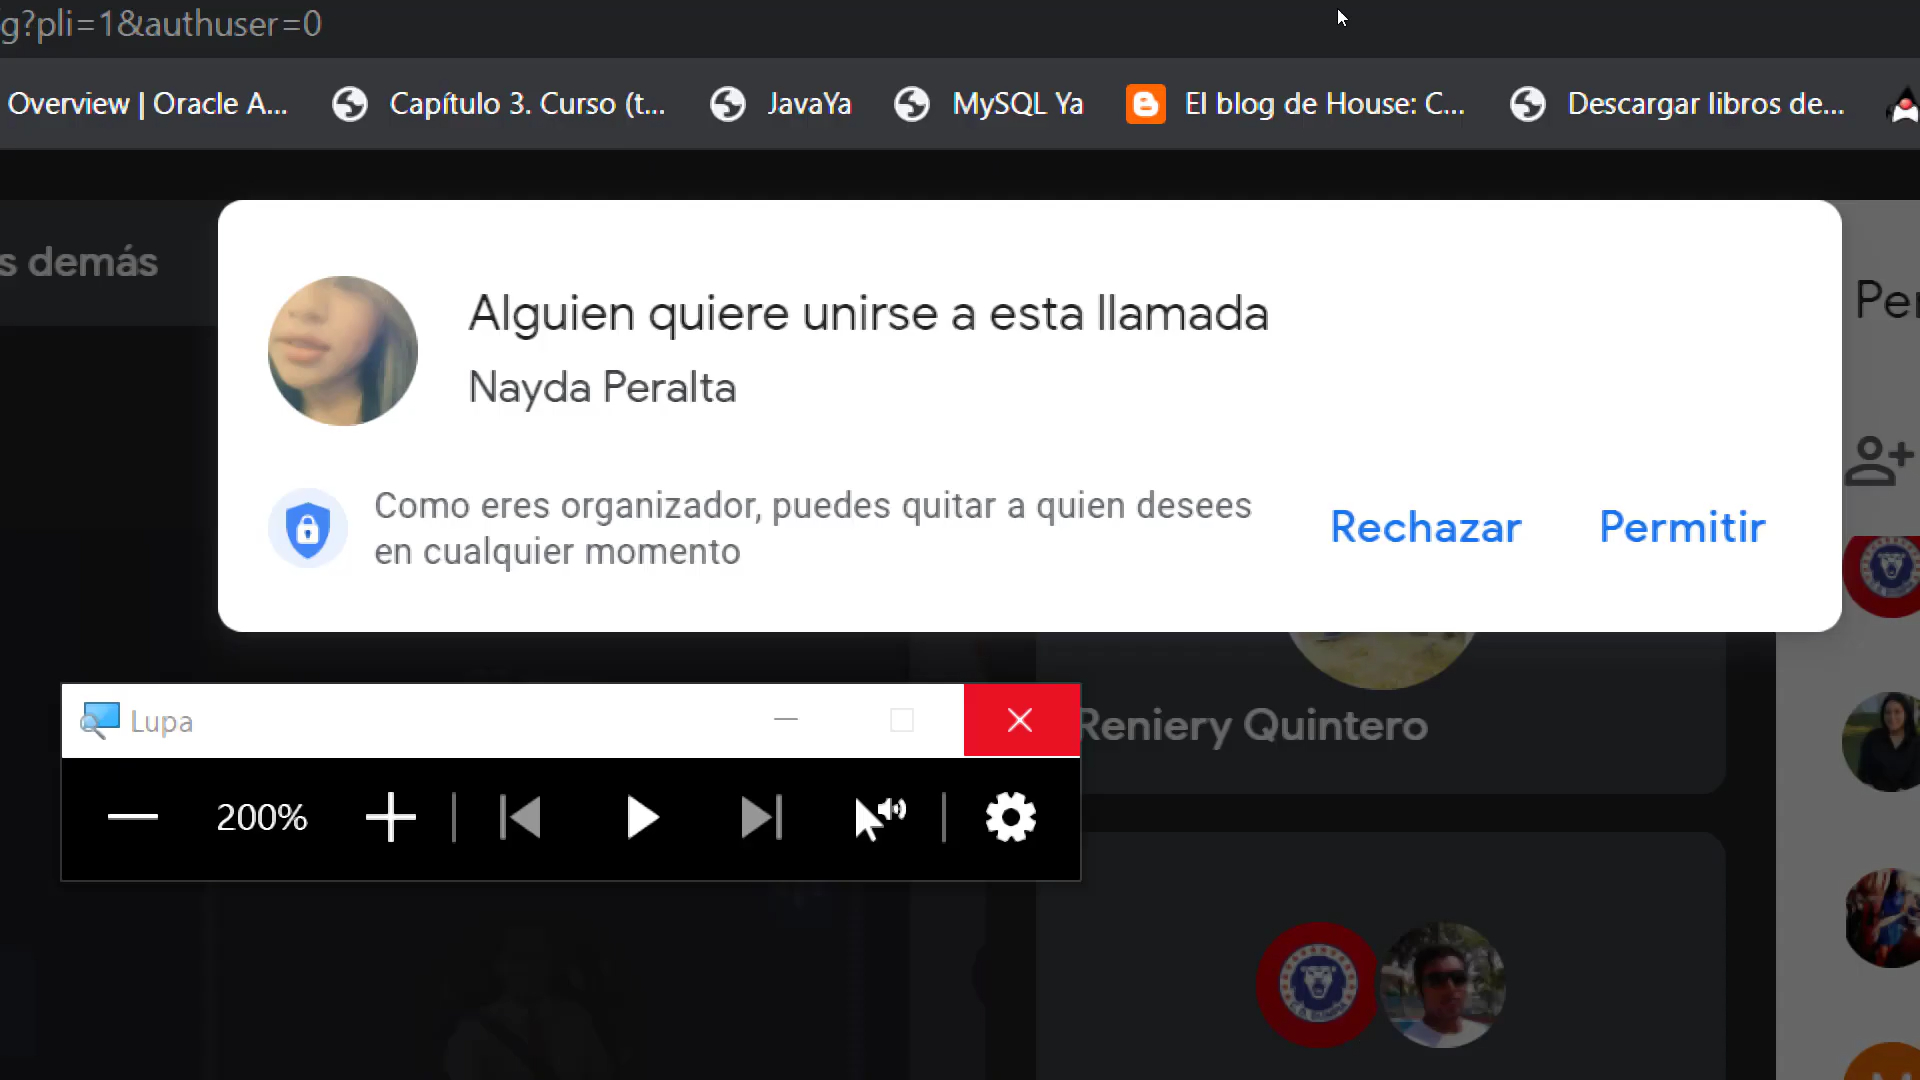 g?pli=1&authuser=0
Overview | Oracle A... Capítulo 3. Curso (t... JavaYa MySQL Ya El blog de House: C... Descargar libros de...
s demás
Alguien quiere unirse a esta llamada
Nayda Peralta
Per
Como eres organizador, puedes quitar a quien desees
en cualquier momento
Rechazar Permitir
Lupa
Reniery Quintero
200%